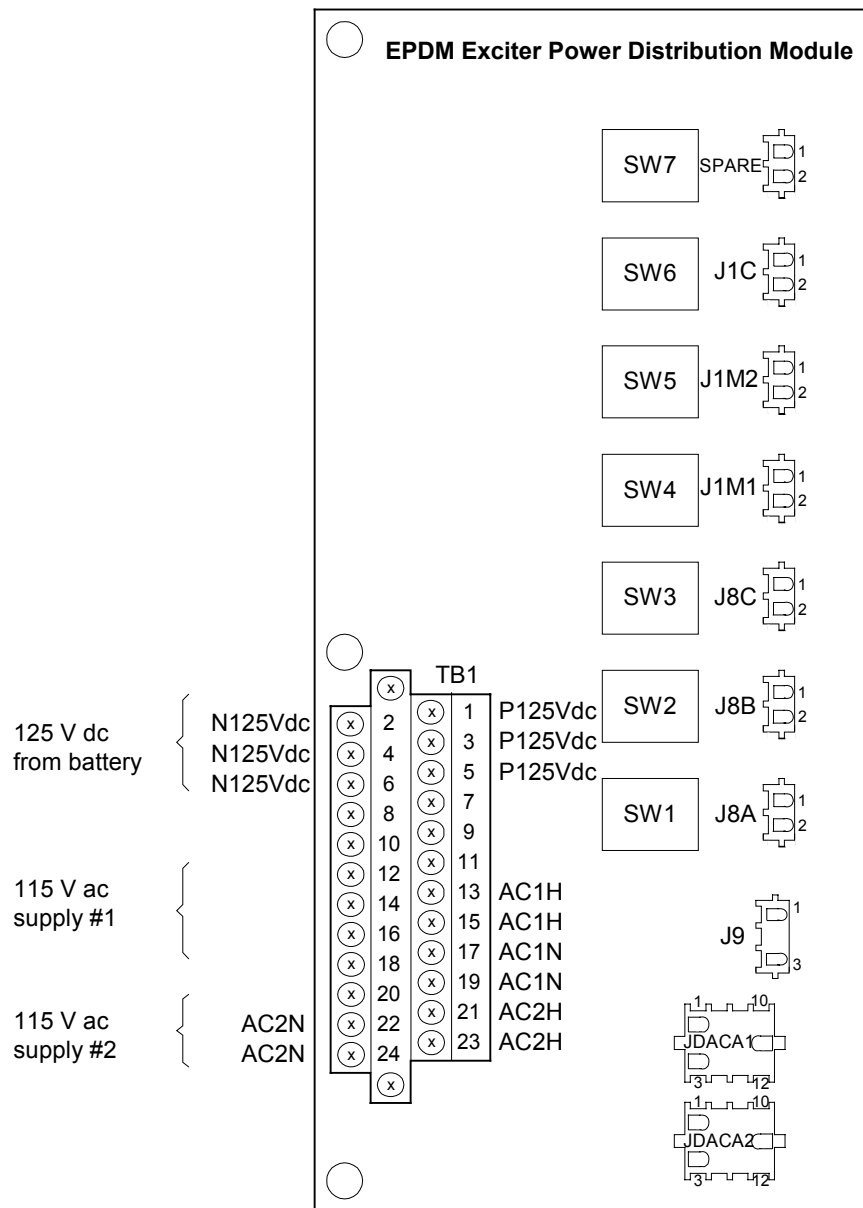 EPDM Exciter Power Distribution Module
SW7 SPARE 1
2
SW6 J1C 1
2
SW5 J1M2 1
2
SW4 J1M1 1
2
SW3 J8C 1
2
SW2 J8B 1
2
SW1 J8A 1
2
J9 1
3
1 10
JDACA1
3 12
1 10
JDACA2
3 12
TB1
x
125 V dc
from battery
N125Vdc x 2 x 1 P125Vdc
N125Vdc x 4 x 3 P125Vdc
N125Vdc x 6 x 5 P125Vdc
x 8 x 7
x 10 x 9
x 12 x 11
115 V ac
supply #1
x 14 x 13 AC1H
x 16 x 15 AC1H
x 18 x 17 AC1N
x 20 x 19 AC1N
115 V ac
supply #2
AC2N x 22 x 21 AC2H
AC2N x 24 x 23 AC2H
x